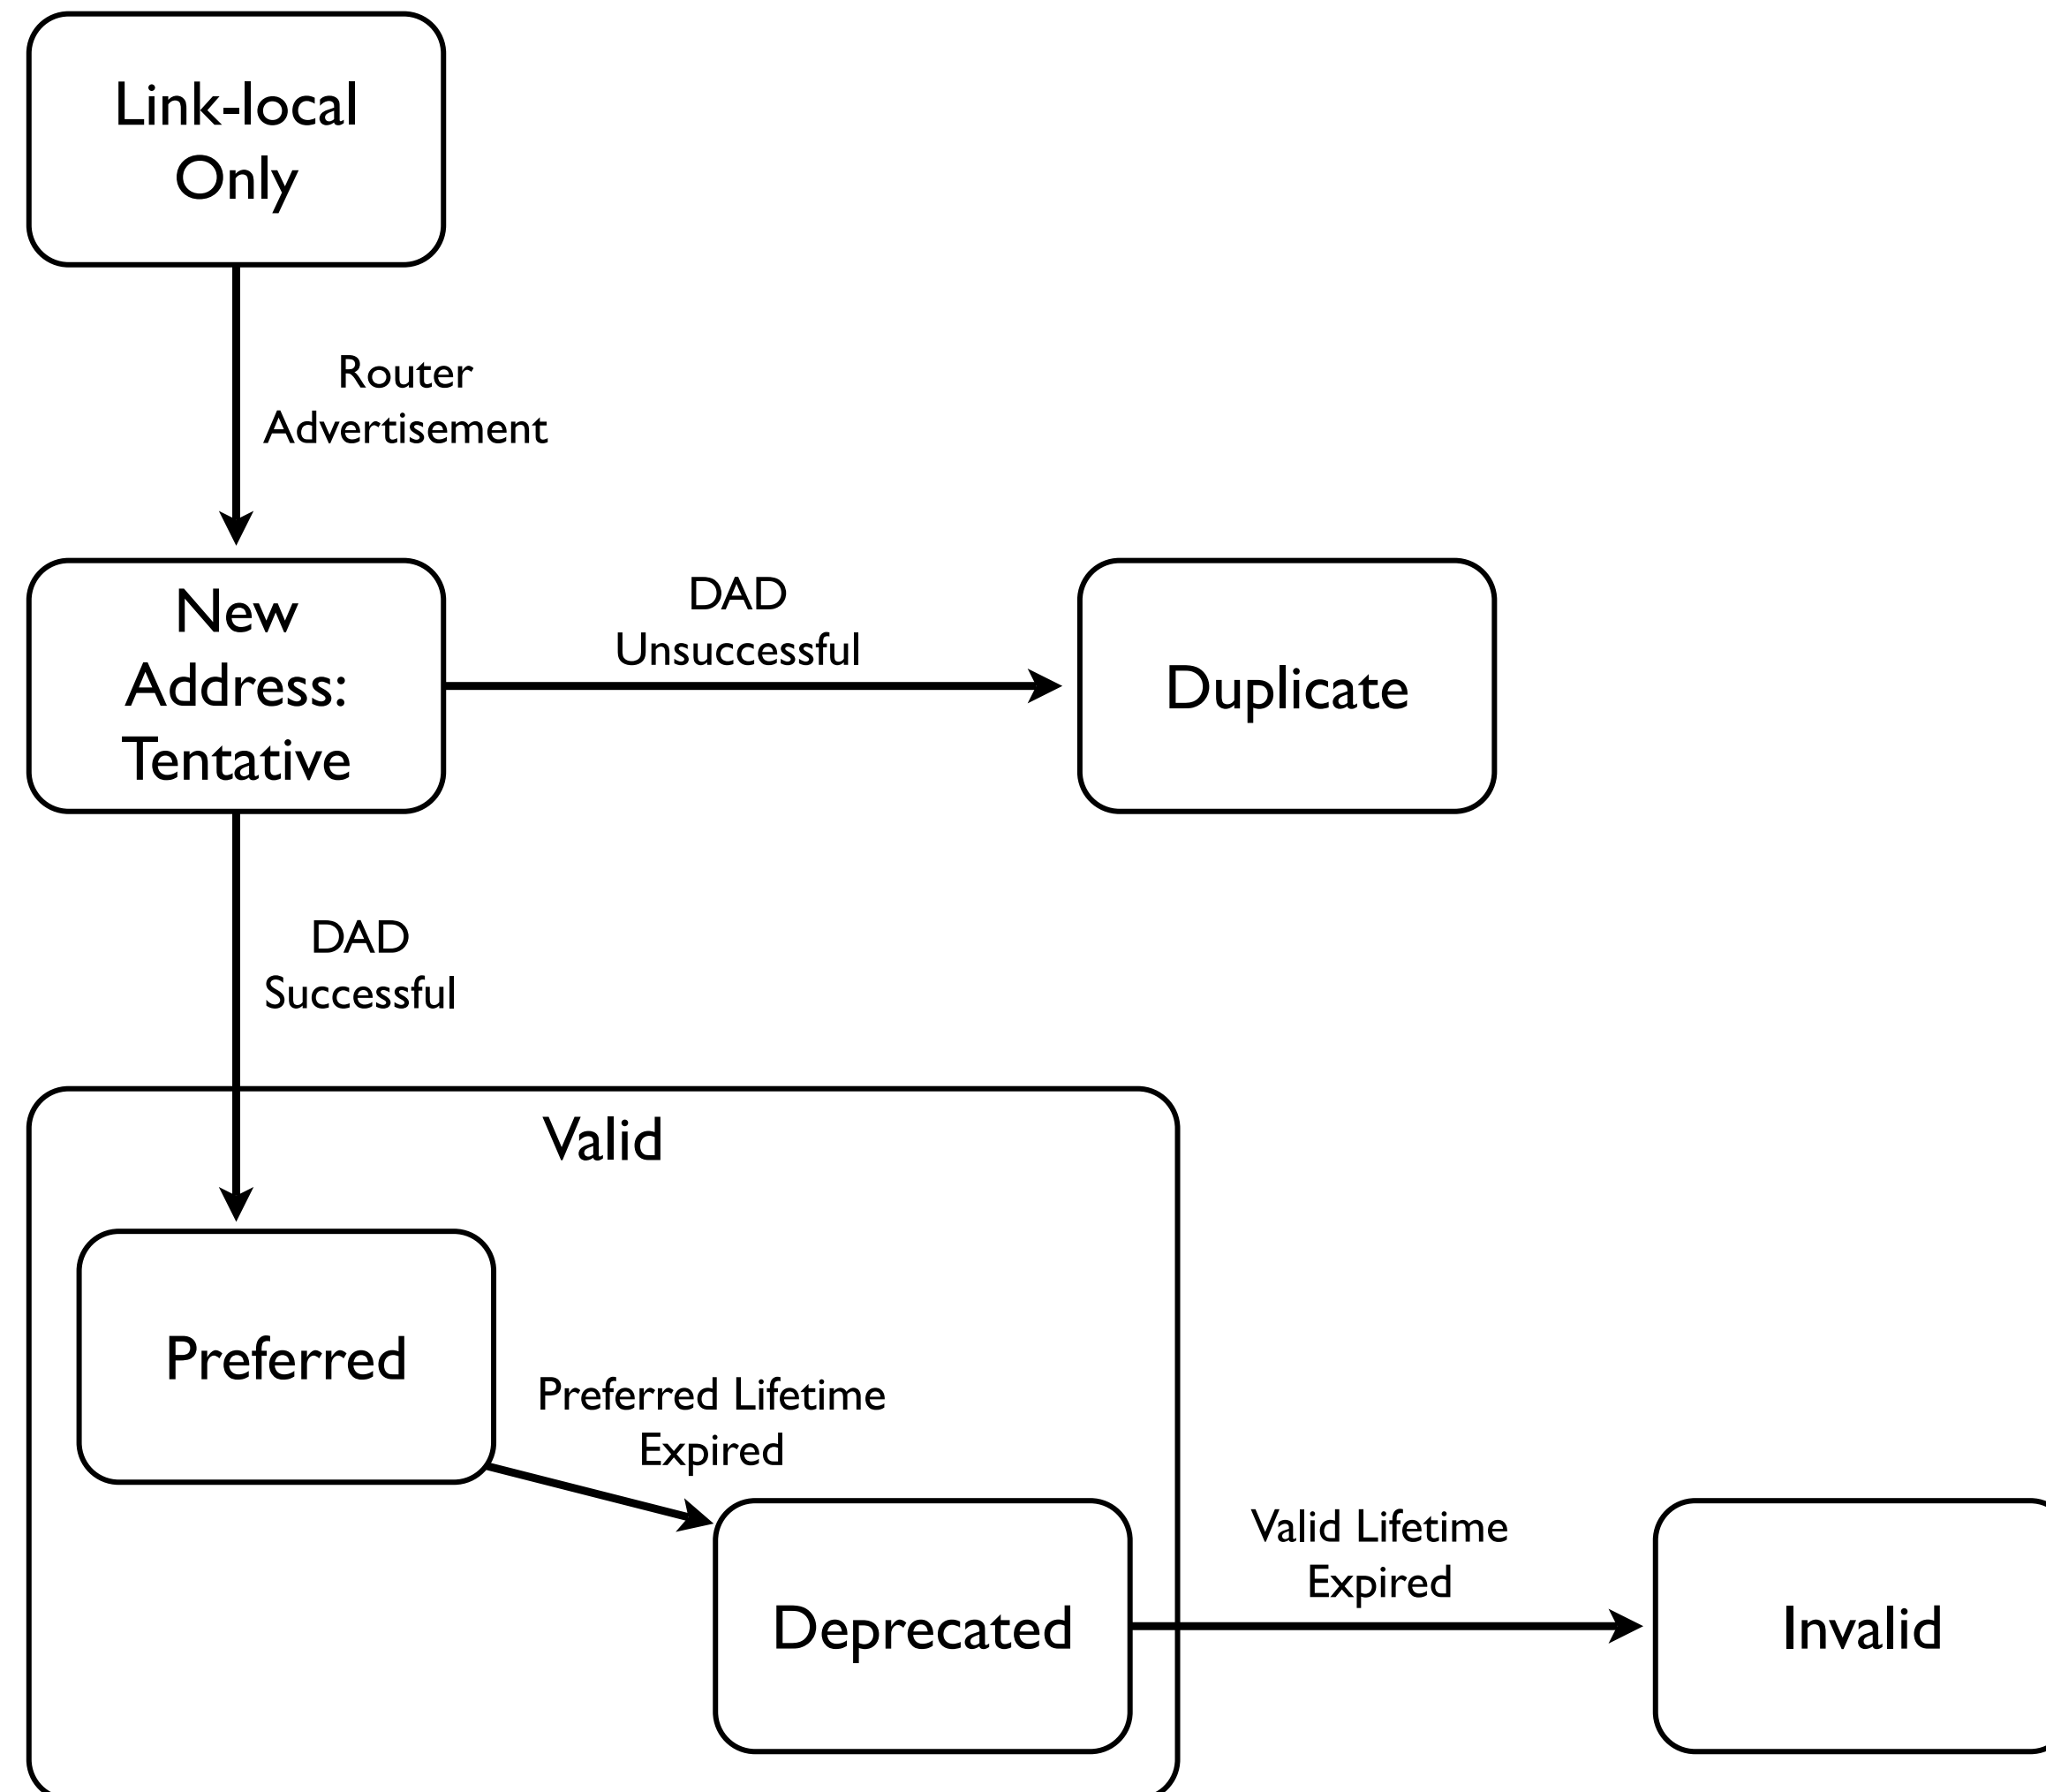 Link-local
Only
Router
Advertisement
New
Address:
Tentative
DAD
Unsuccessful
Duplicate
DAD
Successful
Valid
Preferred
Preferred Lifetime
Expired
Deprecated
Valid Lifetime
Expired
Invalid